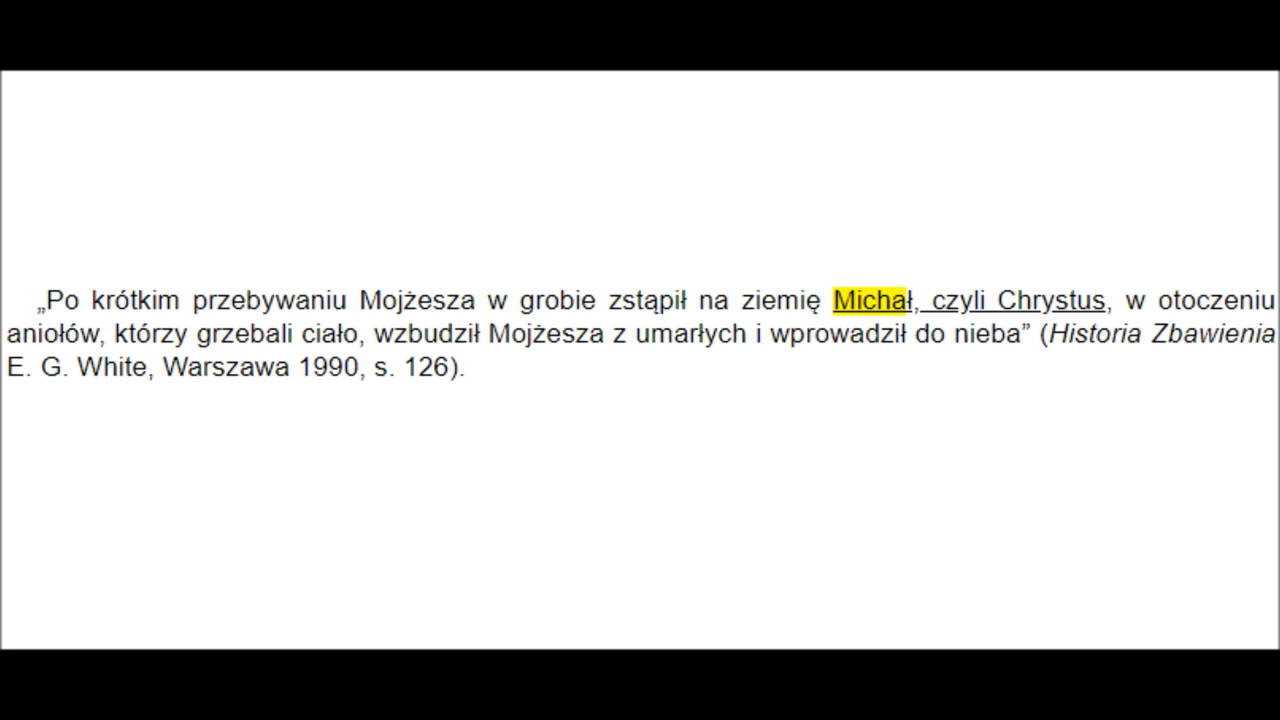 „Po krótkim przebywaniu Mojżesza w grobie zstąpił na ziemię Michał, czyli Chrystus, w otoczeniu
aniołów, którzy grzebali ciało, wzbudził Mojżesza z umarłych i wprowadził do nieba” (Historia Zbawienia
E. G. White, Warszawa 1990, s. 126).